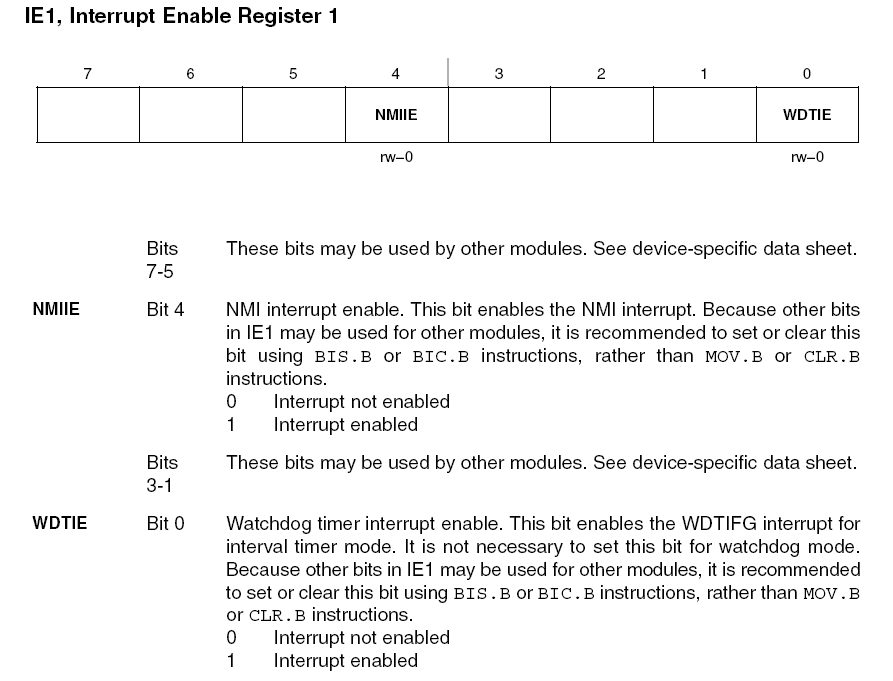 IE1, Interrupt Enable Register 1
7 6 5 4 3 2 1 0
NMIIE WDTIE
rw–0 rw–0
Bits These bits may be used by other modules. See device-specific data sheet.
7-5
NMIIE Bit 4 NMI interrupt enable. This bit enables the NMI interrupt. Because other bits
in IE1 may be used for other modules, it is recommended to set or clear this
bit using BIS.B or BIC.B instructions, rather than MOV.B or CLR.B
instructions.
0 Interrupt not enabled
1 Interrupt enabled
Bits These bits may be used by other modules. See device-specific data sheet.
3-1
WDTIE Bit 0 Watchdog timer interrupt enable. This bit enables the WDTIFG interrupt for
interval timer mode. It is not necessary to set this bit for watchdog mode.
Because other bits in IE1 may be used for other modules, it is recommended
to set or clear this bit using BIS.B or BIC.B instructions, rather than MOV.B
or CLR.B instructions.
0 Interrupt not enabled
1 Interrupt enabled